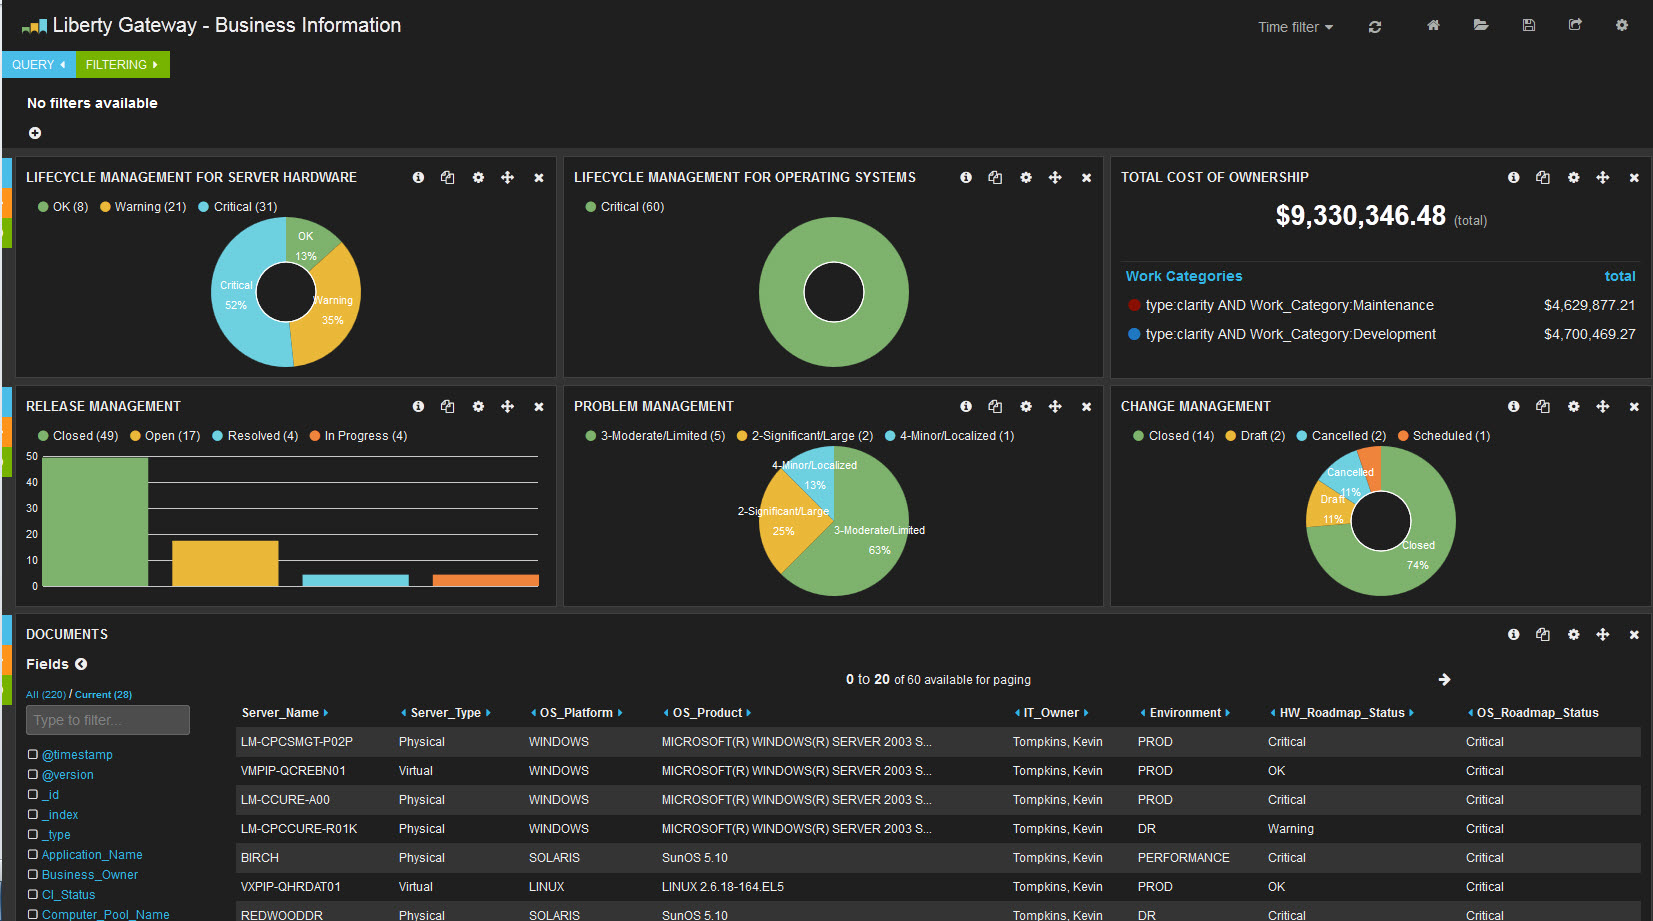 Liberty Gateway - Business Information
Time filter
QUERY FILTERING
No filters available
LIFECYCLE MANAGEMENT FOR SERVER HARDWARE
OK (8) Warning (21) Critical (31)
OK
13%
Critical
52%
Warning
35%
LIFECYCLE MANAGEMENT FOR OPERATING SYSTEMS
Critical (60)
TOTAL COST OF OWNERSHIP
$9,330,346.48 (total)
Work Categories total
type:clarity AND Work_Category:Maintenance $4,629,877.21
type:clarity AND Work_Category:Development $4,700,469.27
RELEASE MANAGEMENT
Closed (49) Open (17) Resolved (4) In Progress (4)
50
40
30
20
10
0
PROBLEM MANAGEMENT
3-Moderate/Limited (5) 2-Significant/Large (2) 4-Minor/Localized (1)
4-Minor/Localized
13%
2-Significant/Large
25%
3-Moderate/Limited
63%
CHANGE MANAGEMENT
Closed (14) Draft (2) Cancelled (2) Scheduled (1)
Cancelled
11%
Draft
11%
Closed
74%
DOCUMENTS
Fields
All (220) / Current (28)
Type to filter...
@timestamp
@version
_id
_index
_type
Application_Name
Business_Owner
CI_Status
Computer_Pool_Name
0 to 20 of 60 available for paging
Server_Name Server_Type OS_Platform OS_Product IT_Owner Environment HW_Roadmap_Status OS_Roadmap_Status
LM-CPCSMGT-P02P Physical WINDOWS MICROSOFT(R) WINDOWS(R) SERVER 2003 S... Tompkins, Kevin PROD Critical Critical
VMPIP-QCREBN01 Virtual WINDOWS MICROSOFT(R) WINDOWS(R) SERVER 2003 S... Tompkins, Kevin PROD OK Critical
LM-CCURE-A00 Physical WINDOWS MICROSOFT(R) WINDOWS(R) SERVER 2003 S... Tompkins, Kevin PROD Critical Critical
LM-CPCCURE-R01K Physical WINDOWS MICROSOFT(R) WINDOWS(R) SERVER 2003 S... Tompkins, Kevin DR Warning Critical
BIRCH Physical SOLARIS SunOS 5.10 Tompkins, Kevin PERFORMANCE Critical Critical
VXPIP-QHRDAT01 Virtual LINUX LINUX 2.6.18-164.EL5 Tompkins, Kevin PROD OK Critical
REDWOODDR Physical SOLARIS SunOS 5.10 Tompkins, Kevin DR Critical Critical